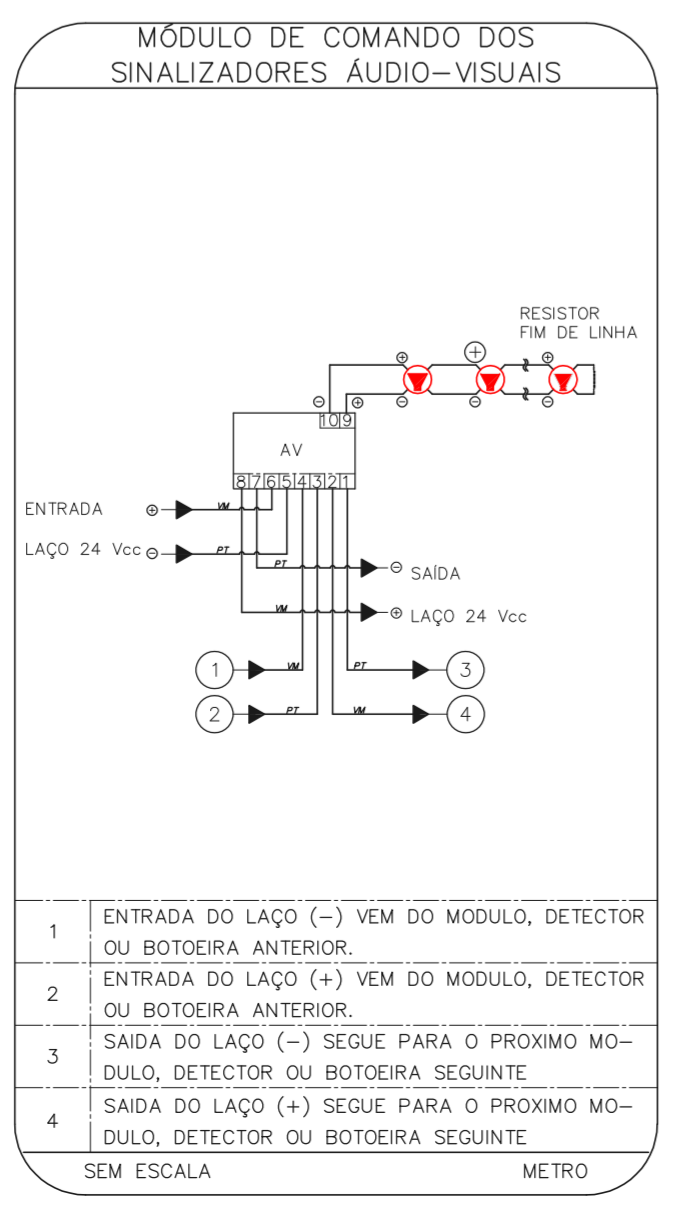 MÓDULO DE COMANDO DOS
SINALIZADORES ÁUDIO-VISUAIS
RESISTOR
FIM DE LINHA
⊕ ⊕ ⊕
⊖ ⊕ ⊖ ⊖ ⊖
10 9
AV
8 7 6 5 4 3 2 1
ENTRADA ⊕ VM
LAÇO 24 Vcc ⊖ PT
PT ⊖ SAÍDA
VM ⊕ LAÇO 24 Vcc
1 VM PT 3
2 PT VM 4
1 ENTRADA DO LAÇO (-) VEM DO MODULO, DETECTOR
OU BOTOEIRA ANTERIOR.
2 ENTRADA DO LAÇO (+) VEM DO MODULO, DETECTOR
OU BOTOEIRA ANTERIOR.
3 SAIDA DO LAÇO (-) SEGUE PARA O PROXIMO MO-
DULO, DETECTOR OU BOTOEIRA SEGUINTE
4 SAIDA DO LAÇO (+) SEGUE PARA O PROXIMO MO-
DULO, DETECTOR OU BOTOEIRA SEGUINTE
SEM ESCALA METRO